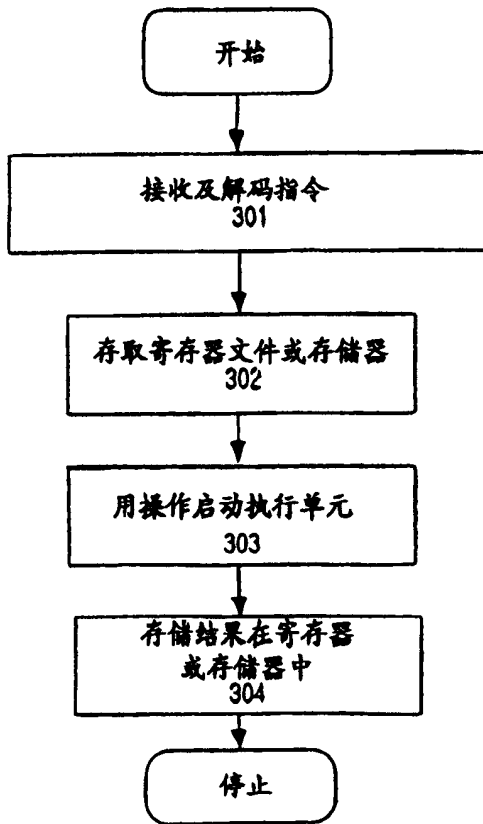 开始
接收及解码指令
301
存取寄存器文件或存储器
302
用操作启动执行单元
303
存储结果在寄存器
或存储器中
304
停止